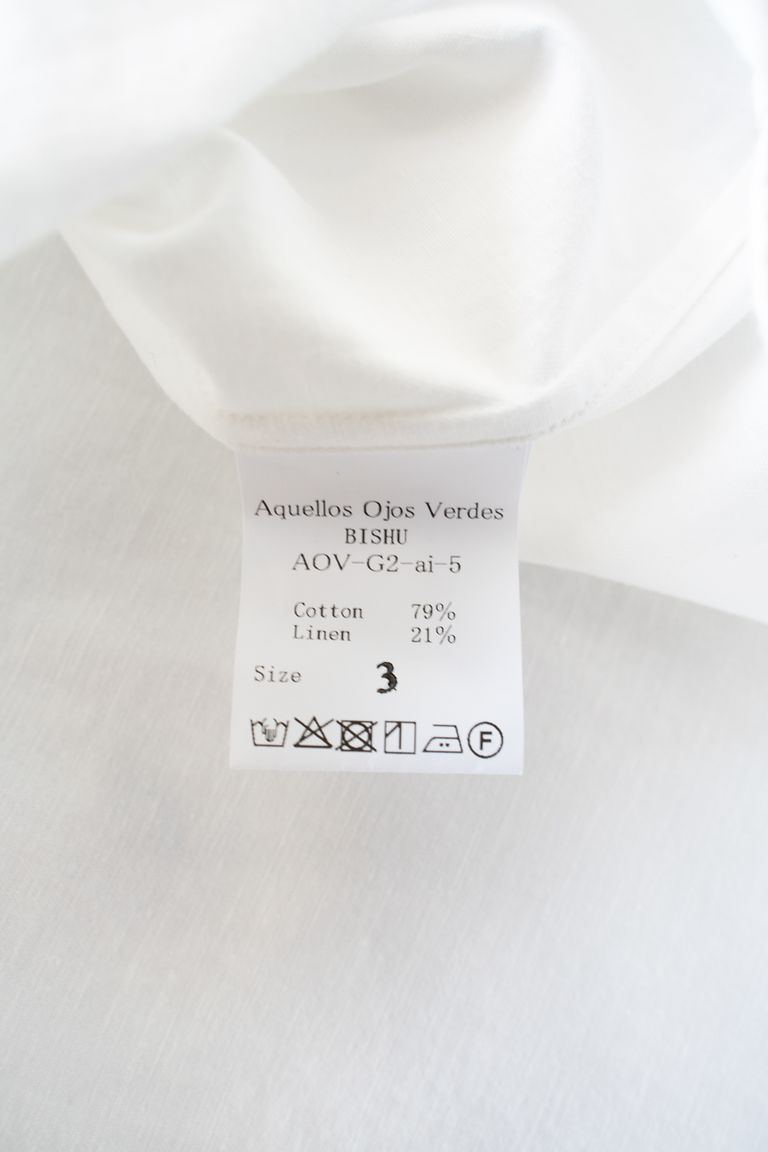 Aquellos Ojos Verdes
BISHU
AOV-G2-ai-5
Cotton 79%
Linen 21%
Size 3
F